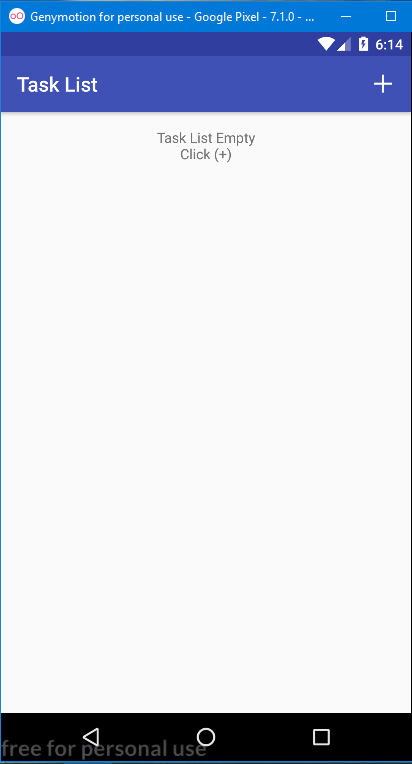 Genymotion for personal use - Google Pixel - 7.1.0 - ...
6:14
Task List
Task List Empty
Click (+)
free for personal use